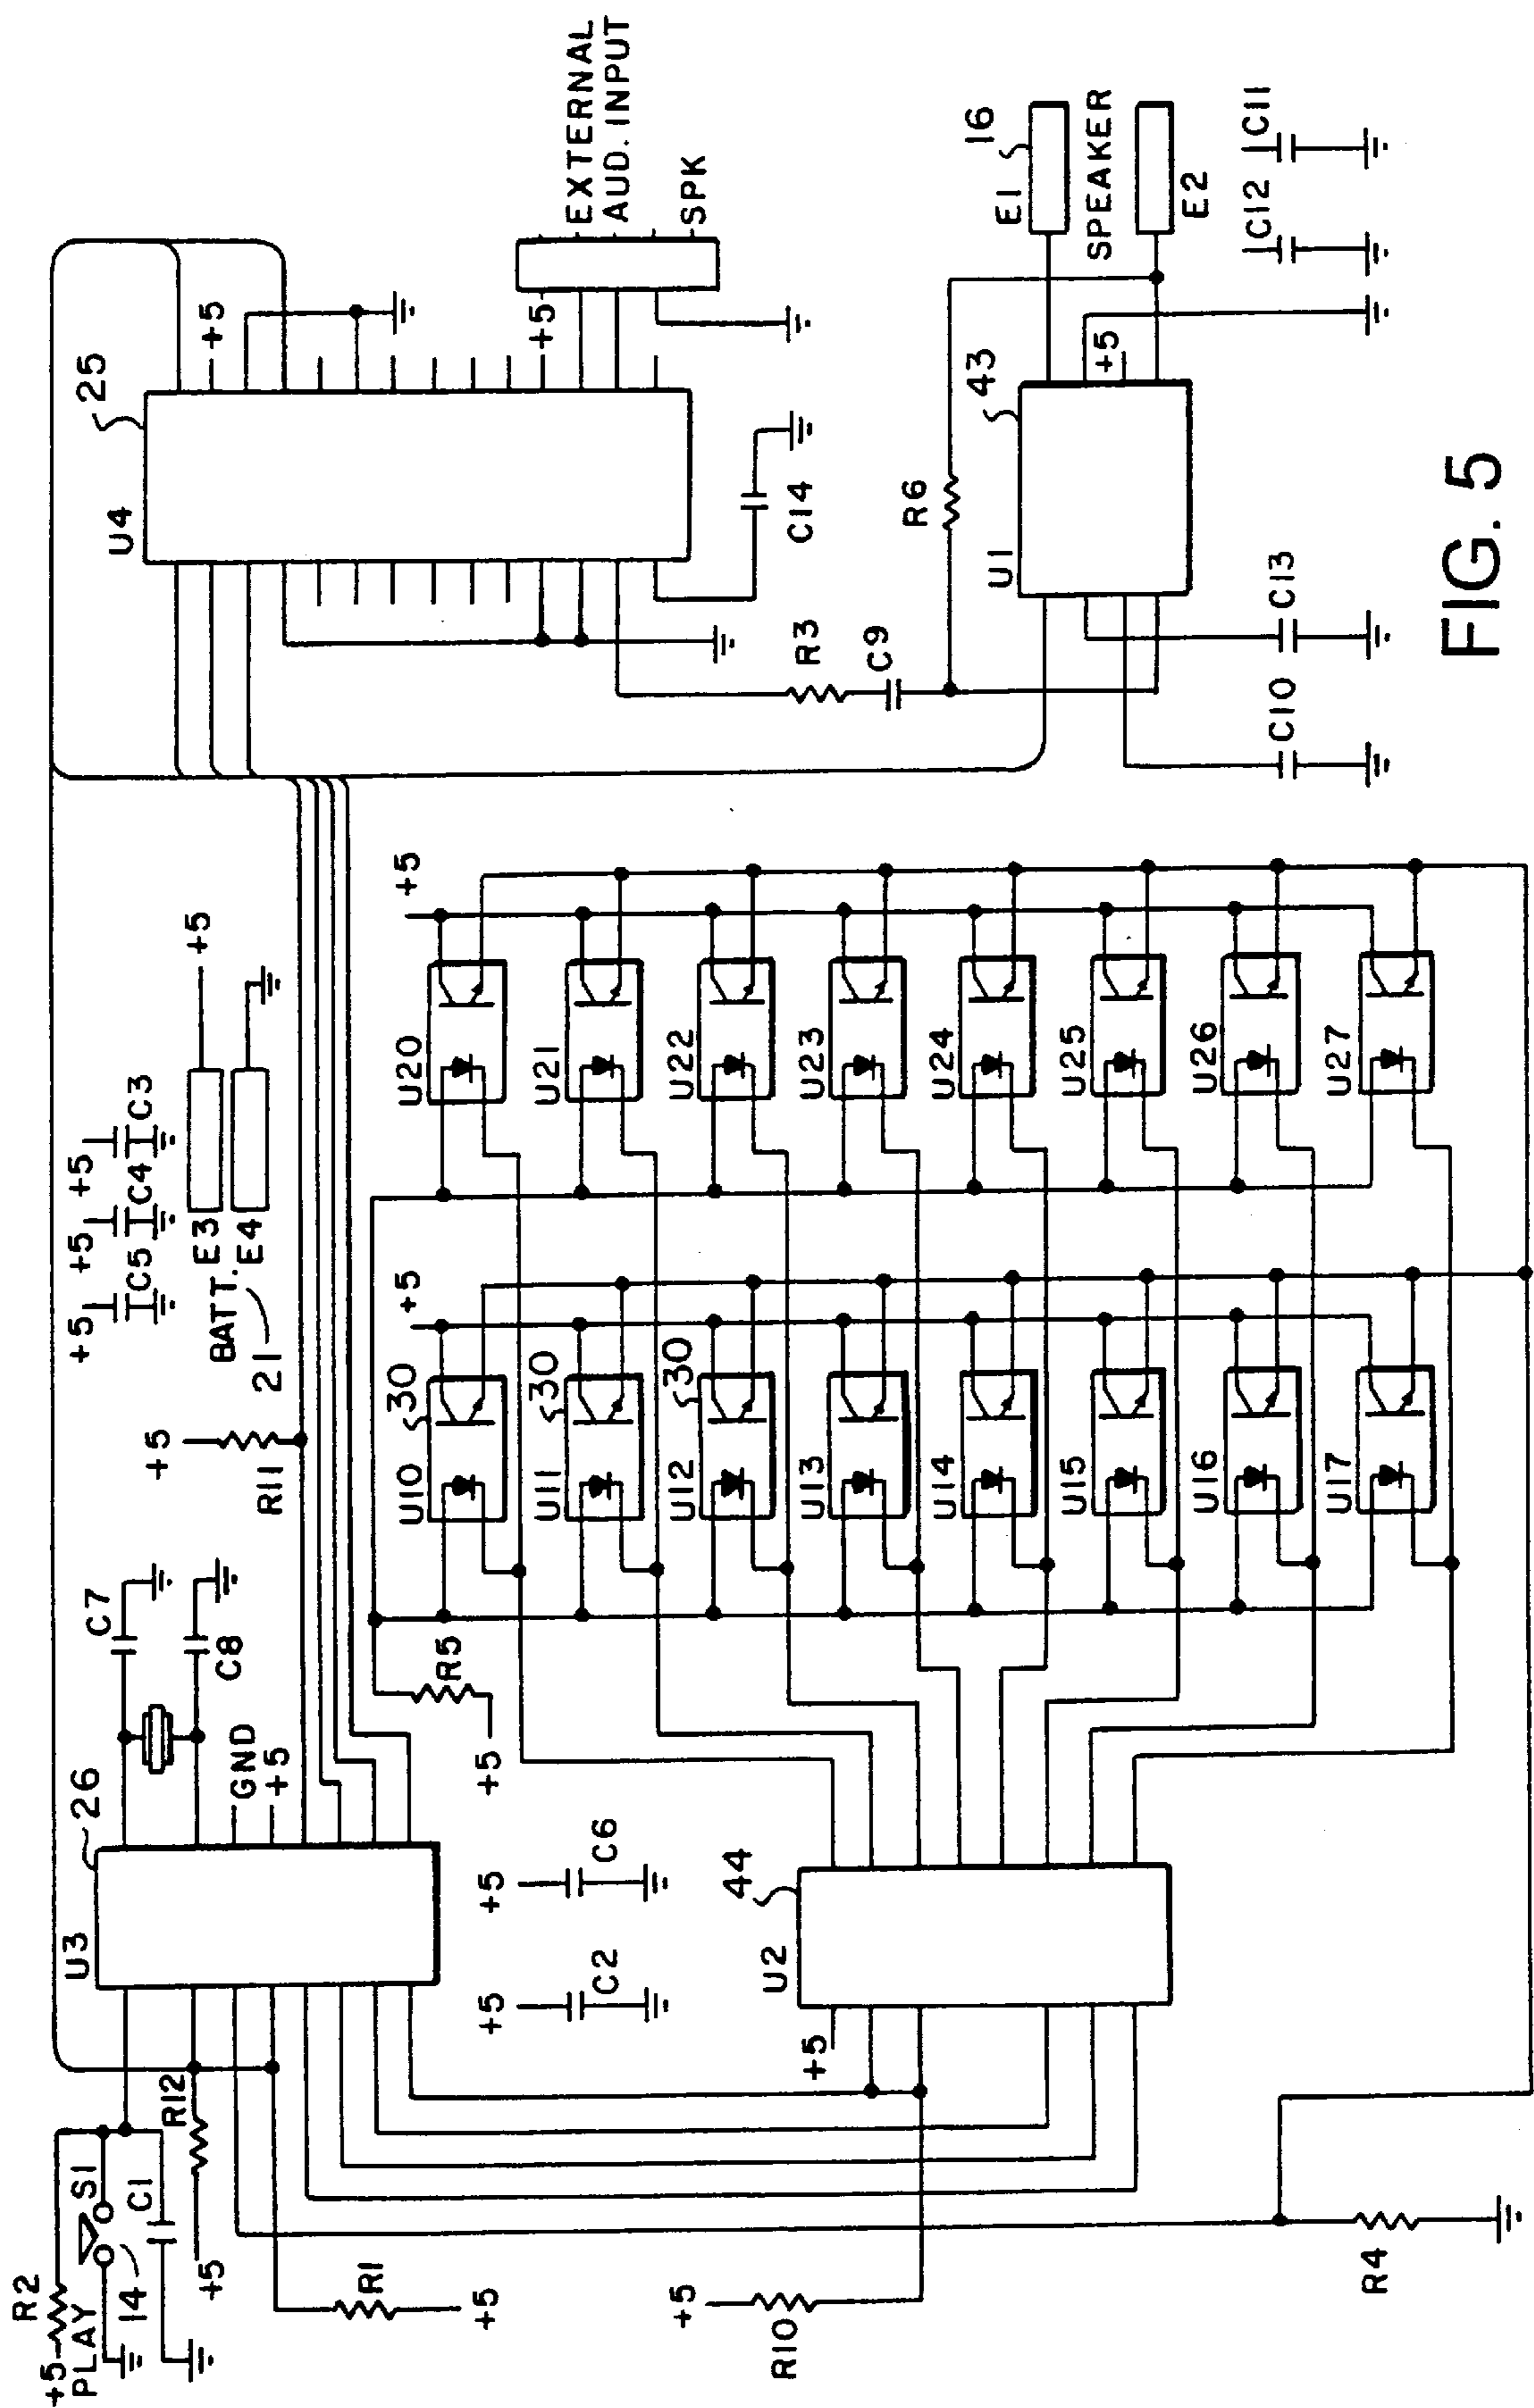 R2
+5
PLAY
S1
14
C1
R12
+5
R1
+5
U3
26
GND
+5
C7
C8
+5
R11
+5
+5
+5
C5
C4
C3
BATT.
E3
E4
21
+5
+5
C2
+5
C6
R5
+5
+5
R10
U2
44
+5
R4
U10
30
U11
30
U12
30
U13
U14
U15
U16
U17
+5
U20
U21
U22
U23
U24
U25
U26
U27
+5
U4
25
+5
+5
EXTERNAL
AUD. INPUT
SPK
C14
R3
C9
R6
U1
43
+5
E1
16
SPEAKER
E2
C10
C13
C12
C11
FIG. 5